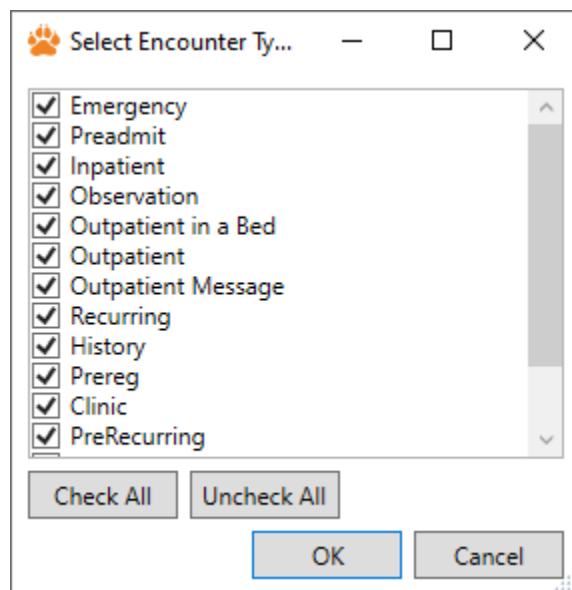 Select Encounter Ty...
Emergency
Preadmit
Inpatient
Observation
Outpatient in a Bed
Outpatient
Outpatient Message
Recurring
History
Prereg
Clinic
PreRecurring
Check All
Uncheck All
OK
Cancel